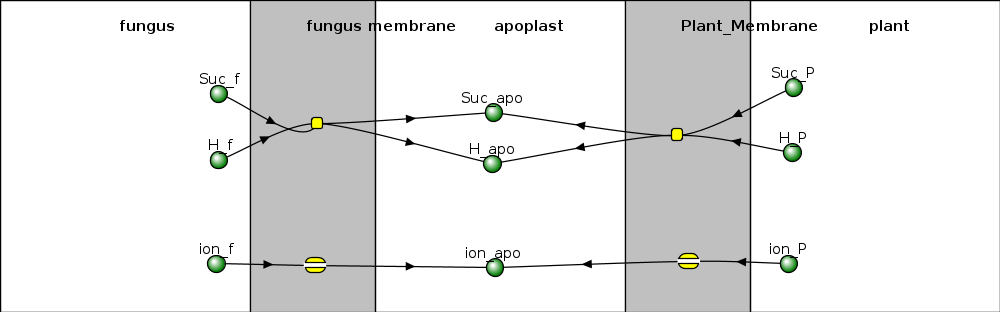 fungus
fungus membrane
apoplast
Plant_Membrane
plant
Suc_f
Suc_apo
Suc_P
H_f
H_apo
H_P
ion_f
ion_apo
ion_P